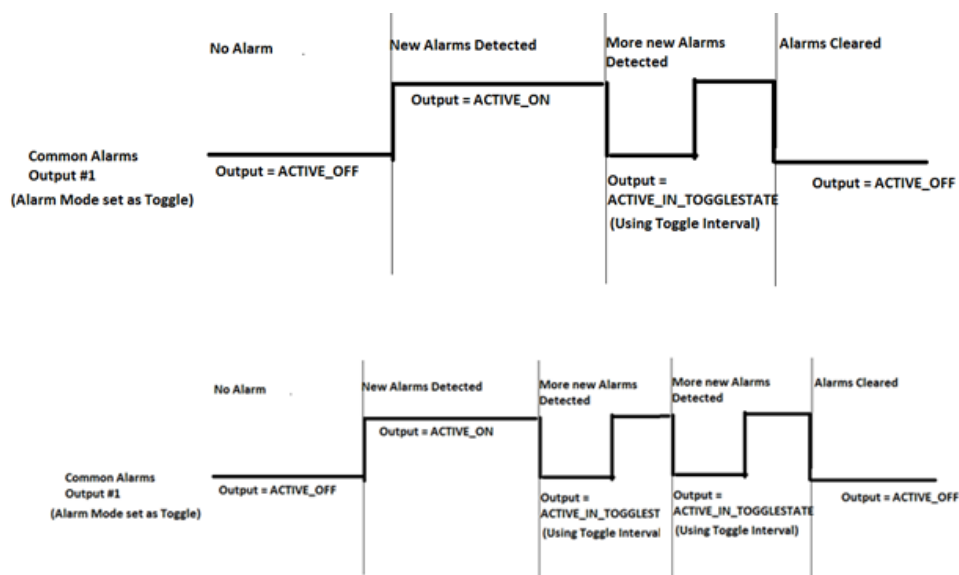 No Alarm
New Alarms Detected
More new Alarms
Detected
Alarms Cleared
Output = ACTIVE_ON
Common Alarms
Output #1
(Alarm Mode set as Toggle)
Output = ACTIVE_OFF
Output =
ACTIVE_IN_TOGGLESTATE
(Using Toggle Interval)
Output = ACTIVE_OFF
No Alarm
New Alarms Detected
More new Alarms
Detected
More new Alarms
Detected
Alarms Cleared
Output = ACTIVE_ON
Common Alarms
Output #1
(Alarm Mode set as Toggle)
Output = ACTIVE_OFF
Output =
ACTIVE_IN_TOGGLEST
(Using Toggle Interval
Output =
ACTIVE_IN_TOGGLESTATE
(Using Toggle Interval)
Output = ACTIVE_OFF